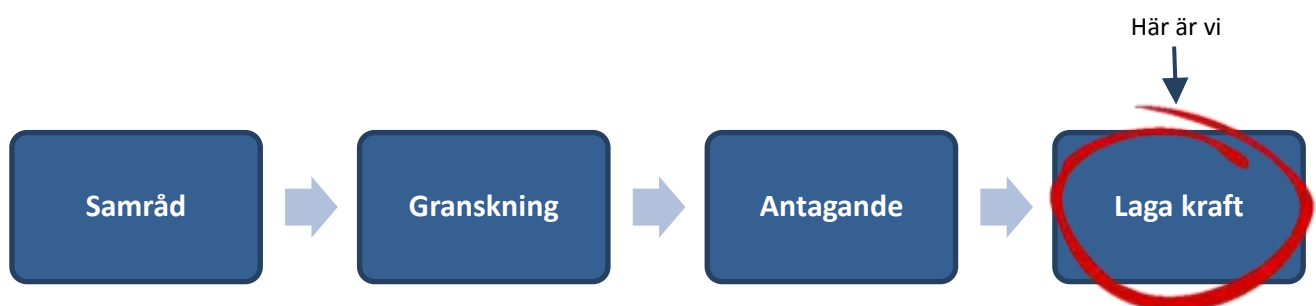 Här är vi
Samråd
Granskning
Antagande
Laga kraft